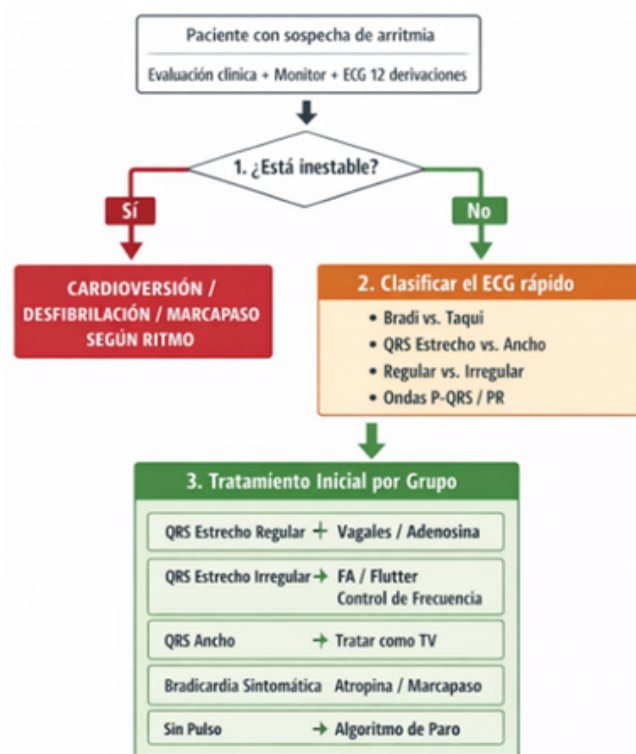 Paciente con sospecha de arritmia
Evaluación clínica + Monitor + ECG 12 derivaciones
1. ¿Está inestable?
Sí
No
CARDIOVERSIÓN /
DESFIBRILACIÓN / MARCAPASO
SEGÚN RITMO
2. Clasificar el ECG rápido
• Bradi vs. Taqui
• QRS Estrecho vs. Ancho
• Regular vs. Irregular
• Ondas P-QRS / PR
3. Tratamiento Inicial por Grupo
QRS Estrecho Regular + Vagales / Adenosina
QRS Estrecho Irregular → FA / Flutter
Control de Frecuencia
QRS Ancho → Tratar como TV
Bradicardia Sintomática Atropina / Marcapaso
Sin Pulso → Algoritmo de Paro